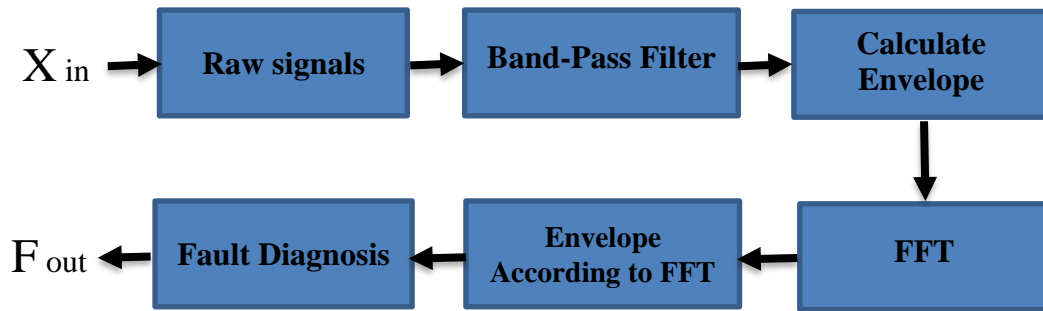 X in
Raw signals
Band-Pass Filter
Calculate
Envelope
FFT
Envelope
According to FFT
Fault Diagnosis
F out